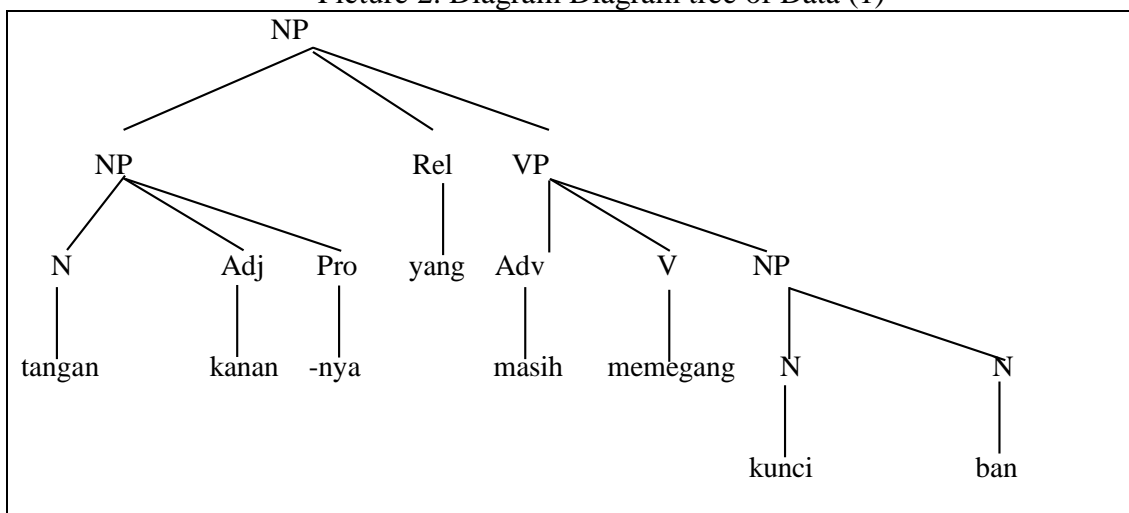 Picture 2. Diagram Diagram tree of Data (1)
NP
NP Rel VP
N Adj Pro yang Adv V NP
tangan kanan -nya masih memegang N N
kunci ban